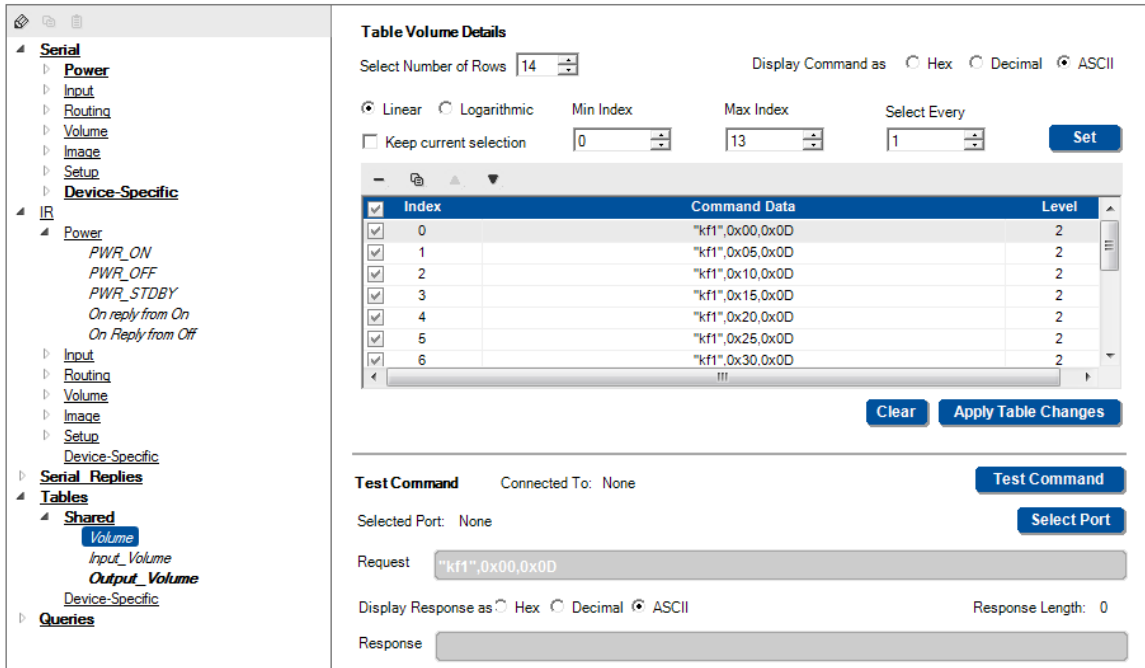 Serial
Power
Input
Routing
Volume
Image
Setup
Device-Specific
IR
Power
PWR_ON
PWR_OFF
PWR_STDBY
On reply from On
On Reply from Off
Input
Routing
Volume
Image
Setup
Device-Specific
Serial_Replies
Tables
Shared
Volume
Input_Volume
Output_Volume
Device-Specific
Queries
Table Volume Details
Select Number of Rows 14 Display Command as Hex Decimal ASCII
Linear Logarithmic Min Index Max Index Select Every
Keep current selection 0 13 1 Set
Index Command Data Level
0 "kf1",0x00,0x0D 2
1 "kf1",0x05,0x0D 2
2 "kf1",0x10,0x0D 2
3 "kf1",0x15,0x0D 2
4 "kf1",0x20,0x0D 2
5 "kf1",0x25,0x0D 2
6 "kf1",0x30,0x0D 2
Clear Apply Table Changes
Test Command Connected To: None Test Command
Selected Port: None Select Port
Request "kf1",0x00,0x0D
Display Response as Hex Decimal ASCII Response Length: 0
Response